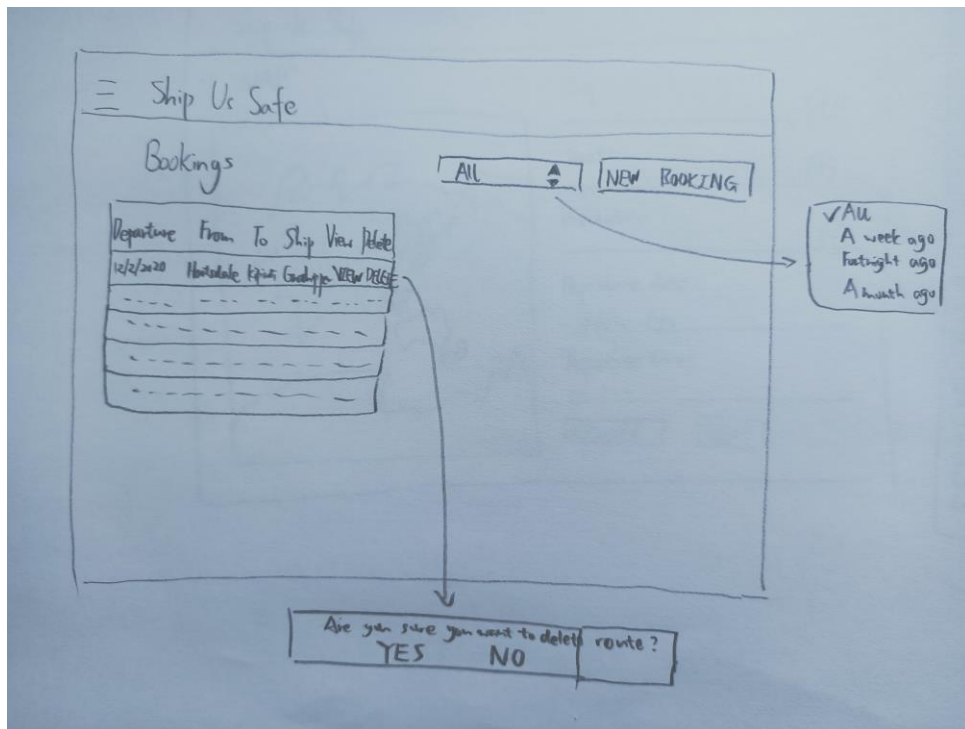 Ship Us Safe
Bookings
All
NEW BOOKING
Departure From To Ship View Delete
12/2/2020 VIEW DELETE
✓All
A week ago
Fortnight ago
A month ago
Are you sure you want to delete route?
YES NO